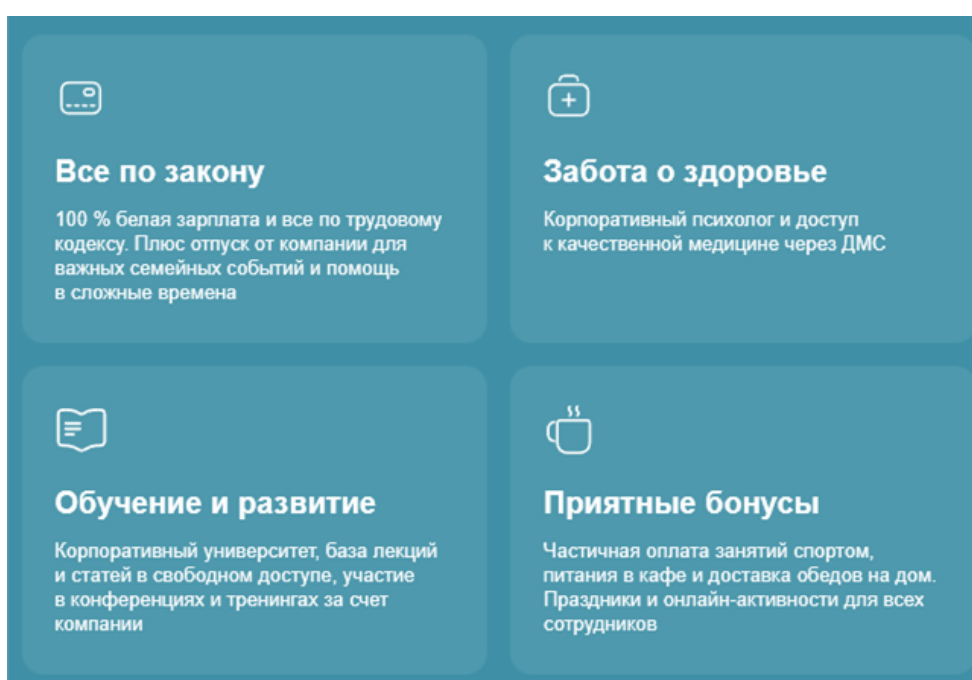 Все по закону
100 % белая зарплата и все по трудовому
кодексу. Плюс отпуск от компании для
важных семейных событий и помощь
в сложные времена
Забота о здоровье
Корпоративный психолог и доступ
к качественной медицине через ДМС
Обучение и развитие
Корпоративный университет, база лекций
и статей в свободном доступе, участие
в конференциях и тренингах за счет
компании
Приятные бонусы
Частичная оплата занятий спортом,
питания в кафе и доставка обедов на дом.
Праздники и онлайн-активности для всех
сотрудников